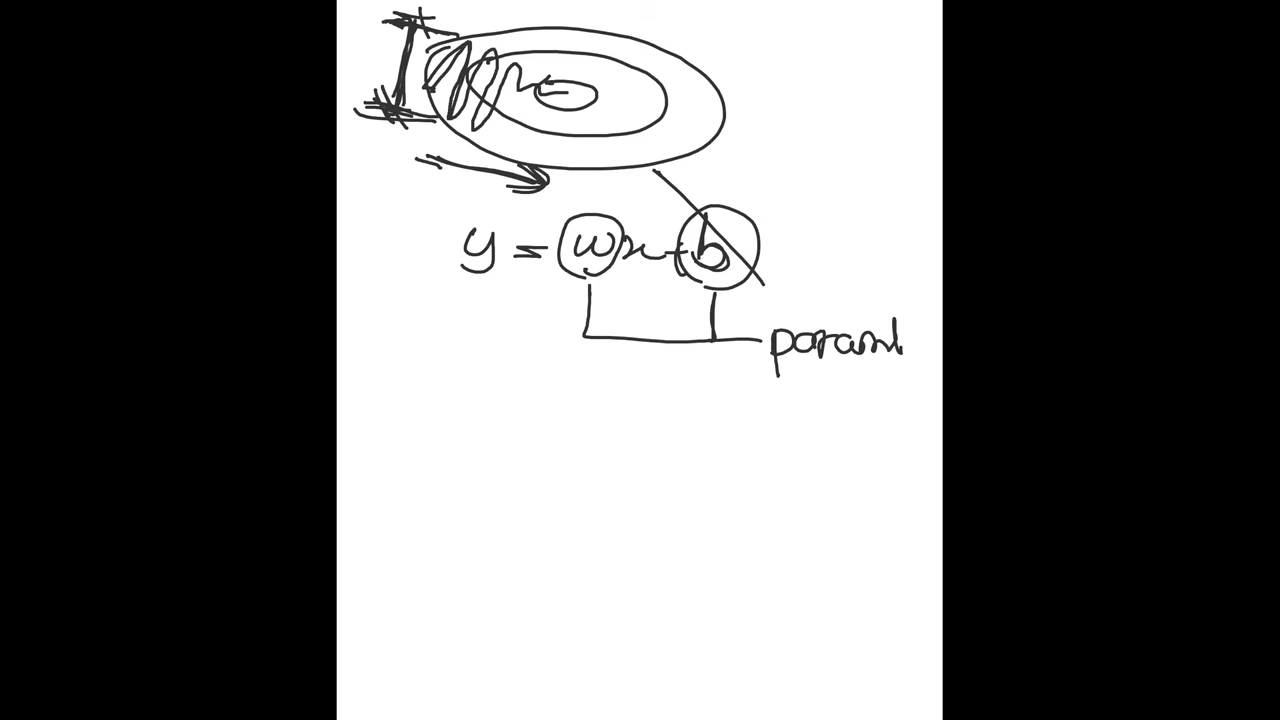 y = wx + b
param